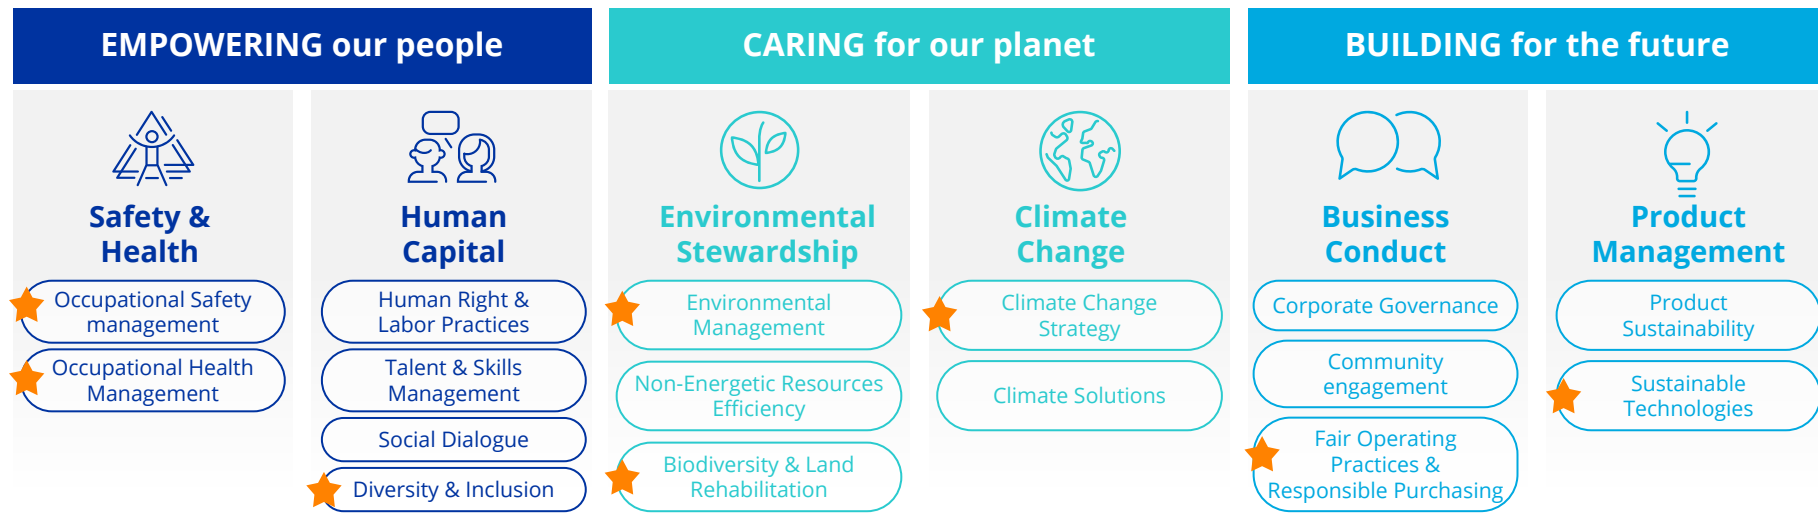 EMPOWERING our people
Safety &
Health
Occupational Safety
management
Occupational Health
Management
Human
Capital
Human Right &
Labor Practices
Talent & Skills
Management
Social Dialogue
Diversity & Inclusion
CARING for our planet
Environmental
Stewardship
Environmental
Management
Non-Energetic Resources
Efficiency
Biodiversity & Land
Rehabilitation
Climate
Change
Climate Change
Strategy
Climate Solutions
BUILDING for the future
Business
Conduct
Corporate Governance
Community
engagement
Fair Operating
Practices &
Responsible Purchasing
Product
Management
Product
Sustainability
Sustainable
Technologies